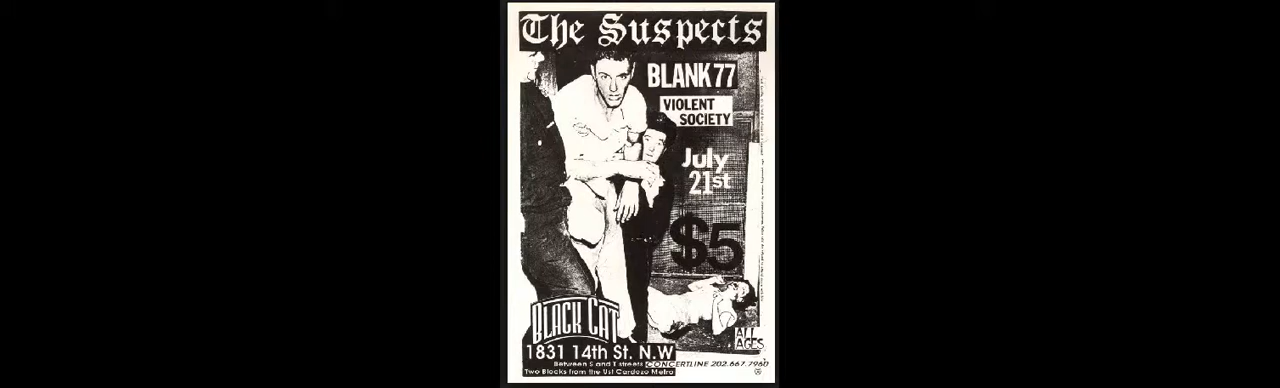 The Suspects
BLANK 77
VIOLENT
SOCIETY
July
21st
$5
BLACK CAT
ALL
AGES
1831 14th St. N.W
Between S and T streets CONCERTLINE 202.667.7960
Two Blocks from the Ust Cardozo Metro